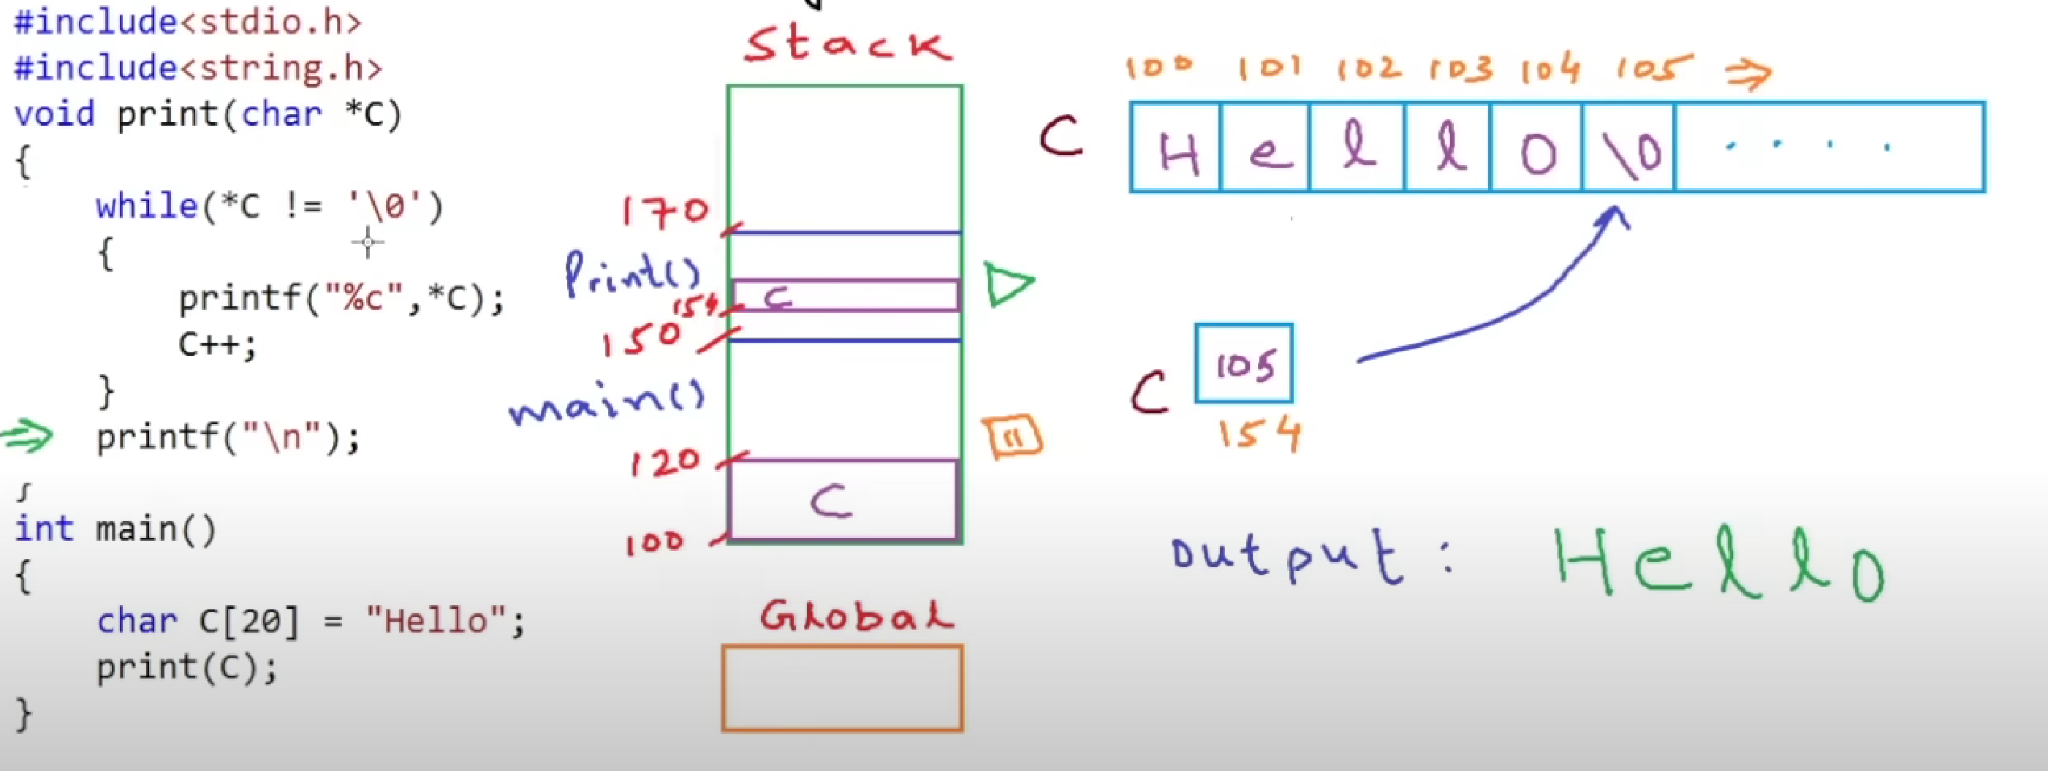 #include<stdio.h>
#include<string.h>
void print(char *C)
{
while(*C != '\0')
{
printf("%c",*C);
C++;
}
printf("\n");
int main()
{
char C[20] = "Hello";
print(C);
}
Stack
170
Print()
154
C
150
main()
120
C
100
Global
100 101 102 103 104 105
C H e l l o \0 . . . .
C 105
154
output: Hello